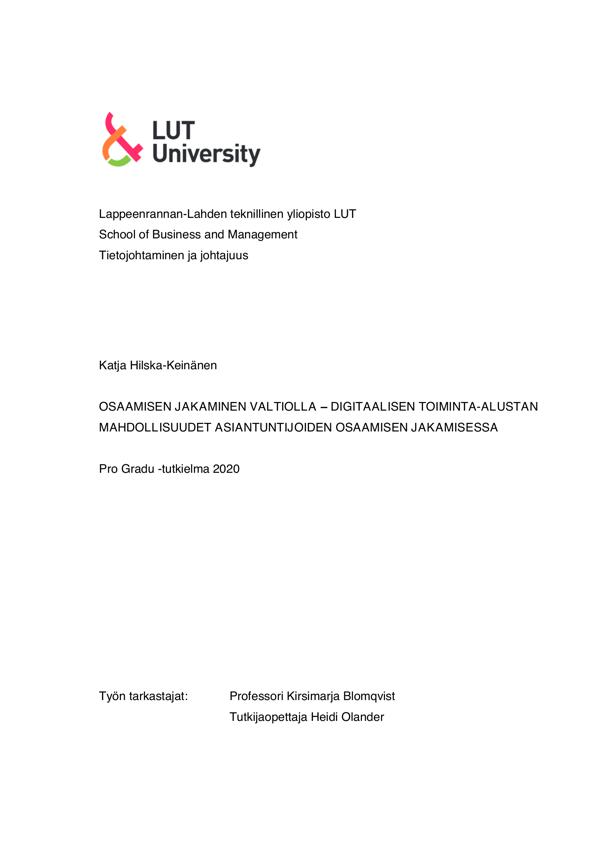 LUT
University
Lappeenrannan-Lahden teknillinen yliopisto LUT
School of Business and Management
Tietojohtaminen ja johtajuus
Katja Hilska-Keinänen
OSAAMISEN JAKAMINEN VALTIOLLA – DIGITAALISEN TOIMINTA-ALUSTAN
MAHDOLLISUUDET ASIANTUNTIJOIDEN OSAAMISEN JAKAMISESSA
Pro Gradu -tutkielma 2020
Työn tarkastajat: Professori Kirsimarja Blomqvist
Tutkijaopettaja Heidi Olander